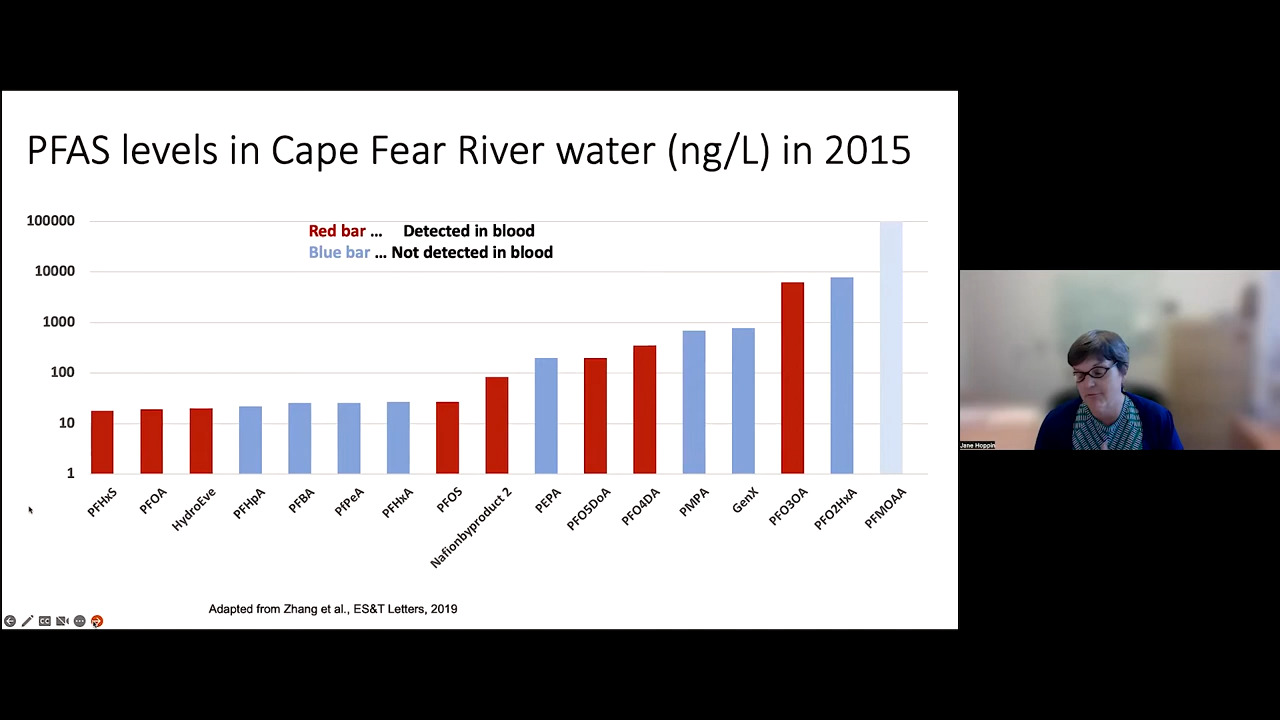 PFAS levels in Cape Fear River water (ng/L) in 2015
100000
10000
1000
100
10
1
Red bar ... Detected in blood
Blue bar ... Not detected in blood
PFHxS
PFOA
HydroEve
PFHpA
PFBA
PfPeA
PFHxA
PFOS
Nafionbyproduct 2
PEPA
PFO5DoA
PFO4DA
PMPA
GenX
PFO3OA
PFO2HxA
PFMOAA
Adapted from Zhang et al., ES&T Letters, 2019
CC
Jane Hoppin